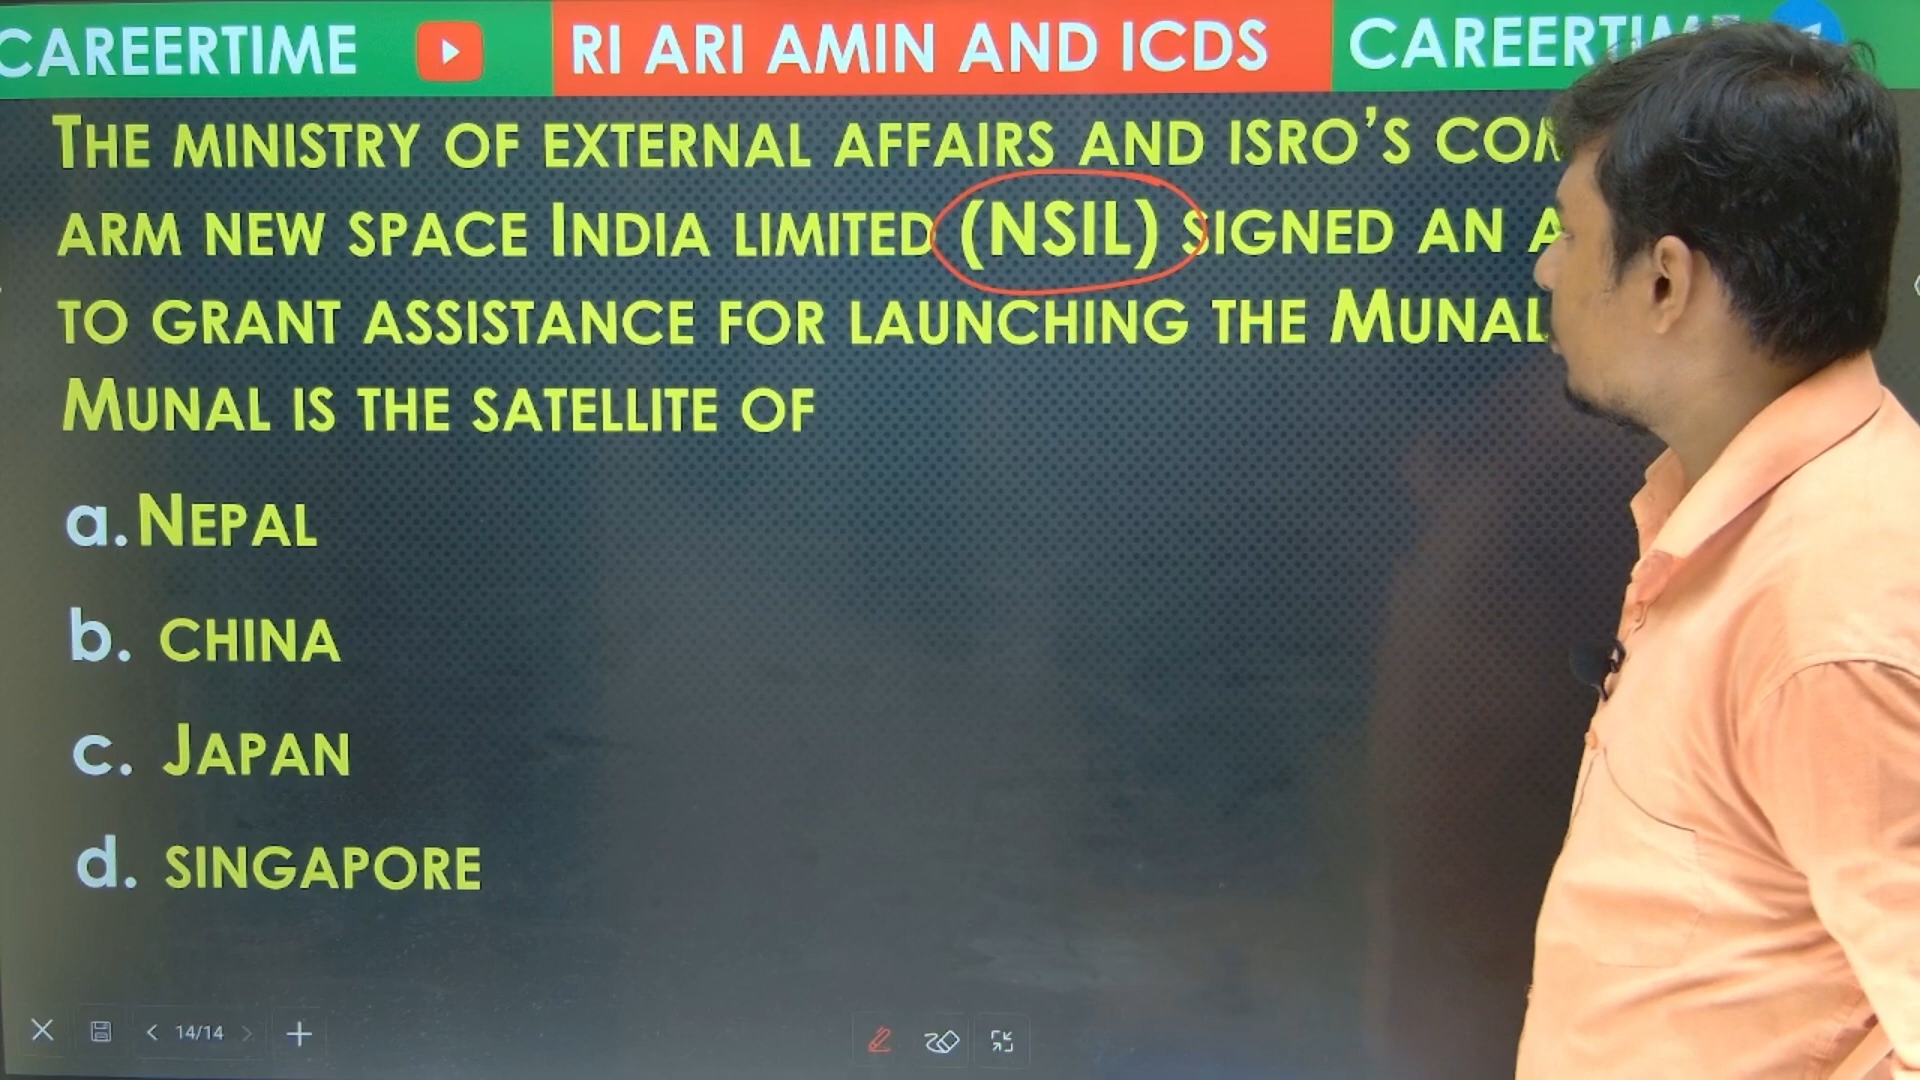 CAREERTIME RI ARI AMIN AND ICDS
THE MINISTRY OF EXTERNAL AFFAIRS AND ISRO'S
ARM NEW SPACE INDIA LIMITED (NSIL) SIGNED AN
TO GRANT ASSISTANCE FOR LAUNCHING THE MUNAL
MUNAL IS THE SATELLITE OF
a. NEPAL
b. CHINA
c. JAPAN
d. SINGAPORE
14/14